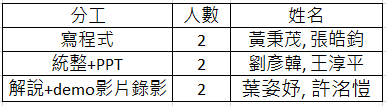 分工 人數 姓名
寫程式 2 黃秉茂, 張皓鈞
統整+PPT 2 劉彥韓, 王淳平
解說+demo影片錄影 2 葉姿妤, 許洺愷